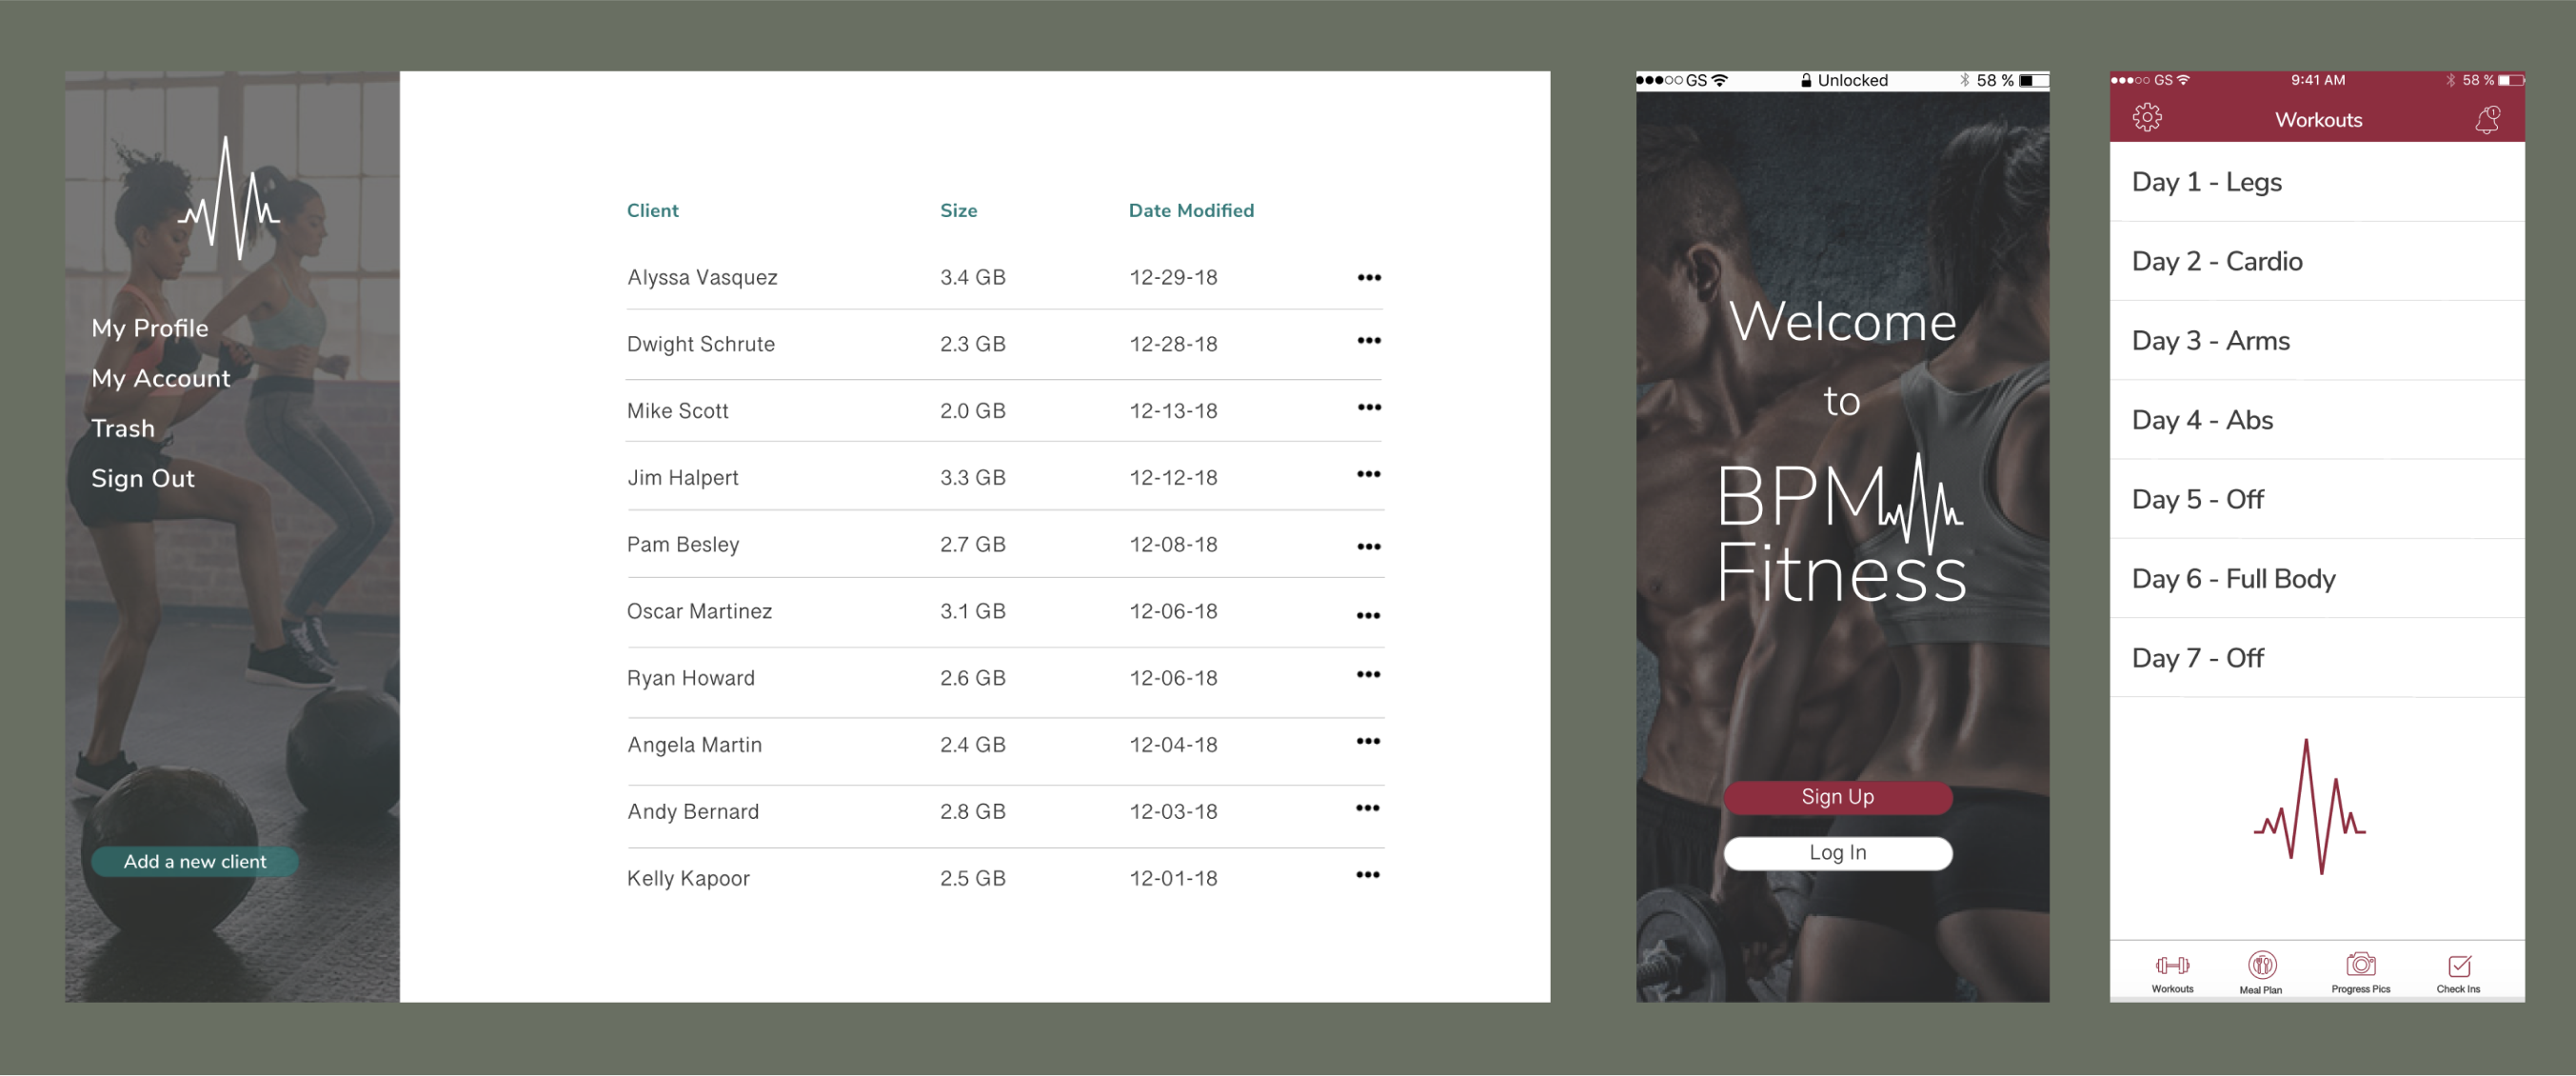 My Profile
My Account
Trash
Sign Out
Add a new client
Client Size Date Modified
Alyssa Vasquez 3.4 GB 12-29-18
Dwight Schrute 2.3 GB 12-28-18
Mike Scott 2.0 GB 12-13-18
Jim Halpert 3.3 GB 12-12-18
Pam Besley 2.7 GB 12-08-18
Oscar Martinez 3.1 GB 12-06-18
Ryan Howard 2.6 GB 12-06-18
Angela Martin 2.4 GB 12-04-18
Andy Bernard 2.8 GB 12-03-18
Kelly Kapoor 2.5 GB 12-01-18
GS Unlocked 58 %
Welcome
to
BPM
Fitness
Sign Up
Log In
GS 9:41 AM 58 %
Workouts 1
Day 1 - Legs
Day 2 - Cardio
Day 3 - Arms
Day 4 - Abs
Day 5 - Off
Day 6 - Full Body
Day 7 - Off
Workouts Meal Plan Progress Pics Check Ins